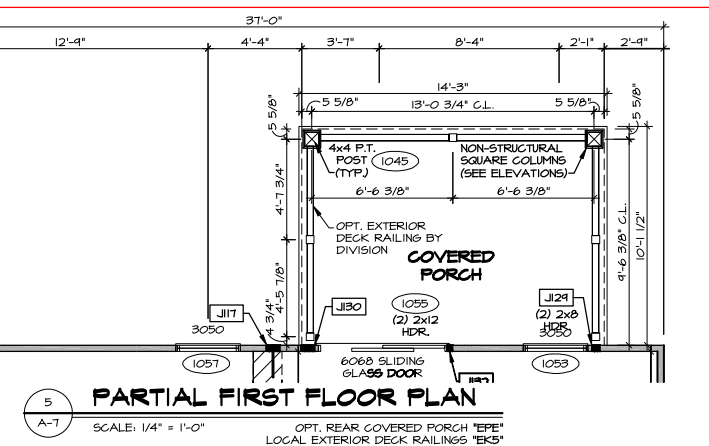 37'-0"
12'-9" 4'-4" 3'-7" 8'-4" 2'-1" 2'-9"
14'-3"
5 5/8" 13'-0 3/4" C.L. 5 5/8"
5 5/8" 5 5/8"
4x4 P.T.
POST
(TYP.)
1045
NON-STRUCTURAL
SQUARE COLUMNS
(SEE ELEVATIONS)
6'-6 3/8" 6'-6 3/8"
4'-7 3/4"
OPT. EXTERIOR
DECK RAILING BY
DIVISION
COVERED
PORCH
9'-6 3/8" C.L.
10'-1 1/2"
4'-5 7/8"
4 3/4"
J117
3050
J130
1055
(2) 2x12
HDR.
J129
(2) 2x8
HDR.
3050
1057
6068 SLIDING
GLASS DOOR
1053
J132
5
A-7
PARTIAL FIRST FLOOR PLAN
SCALE: 1/4" = 1'-0"
OPT. REAR COVERED PORCH "EPE"
LOCAL EXTERIOR DECK RAILINGS "EK5"